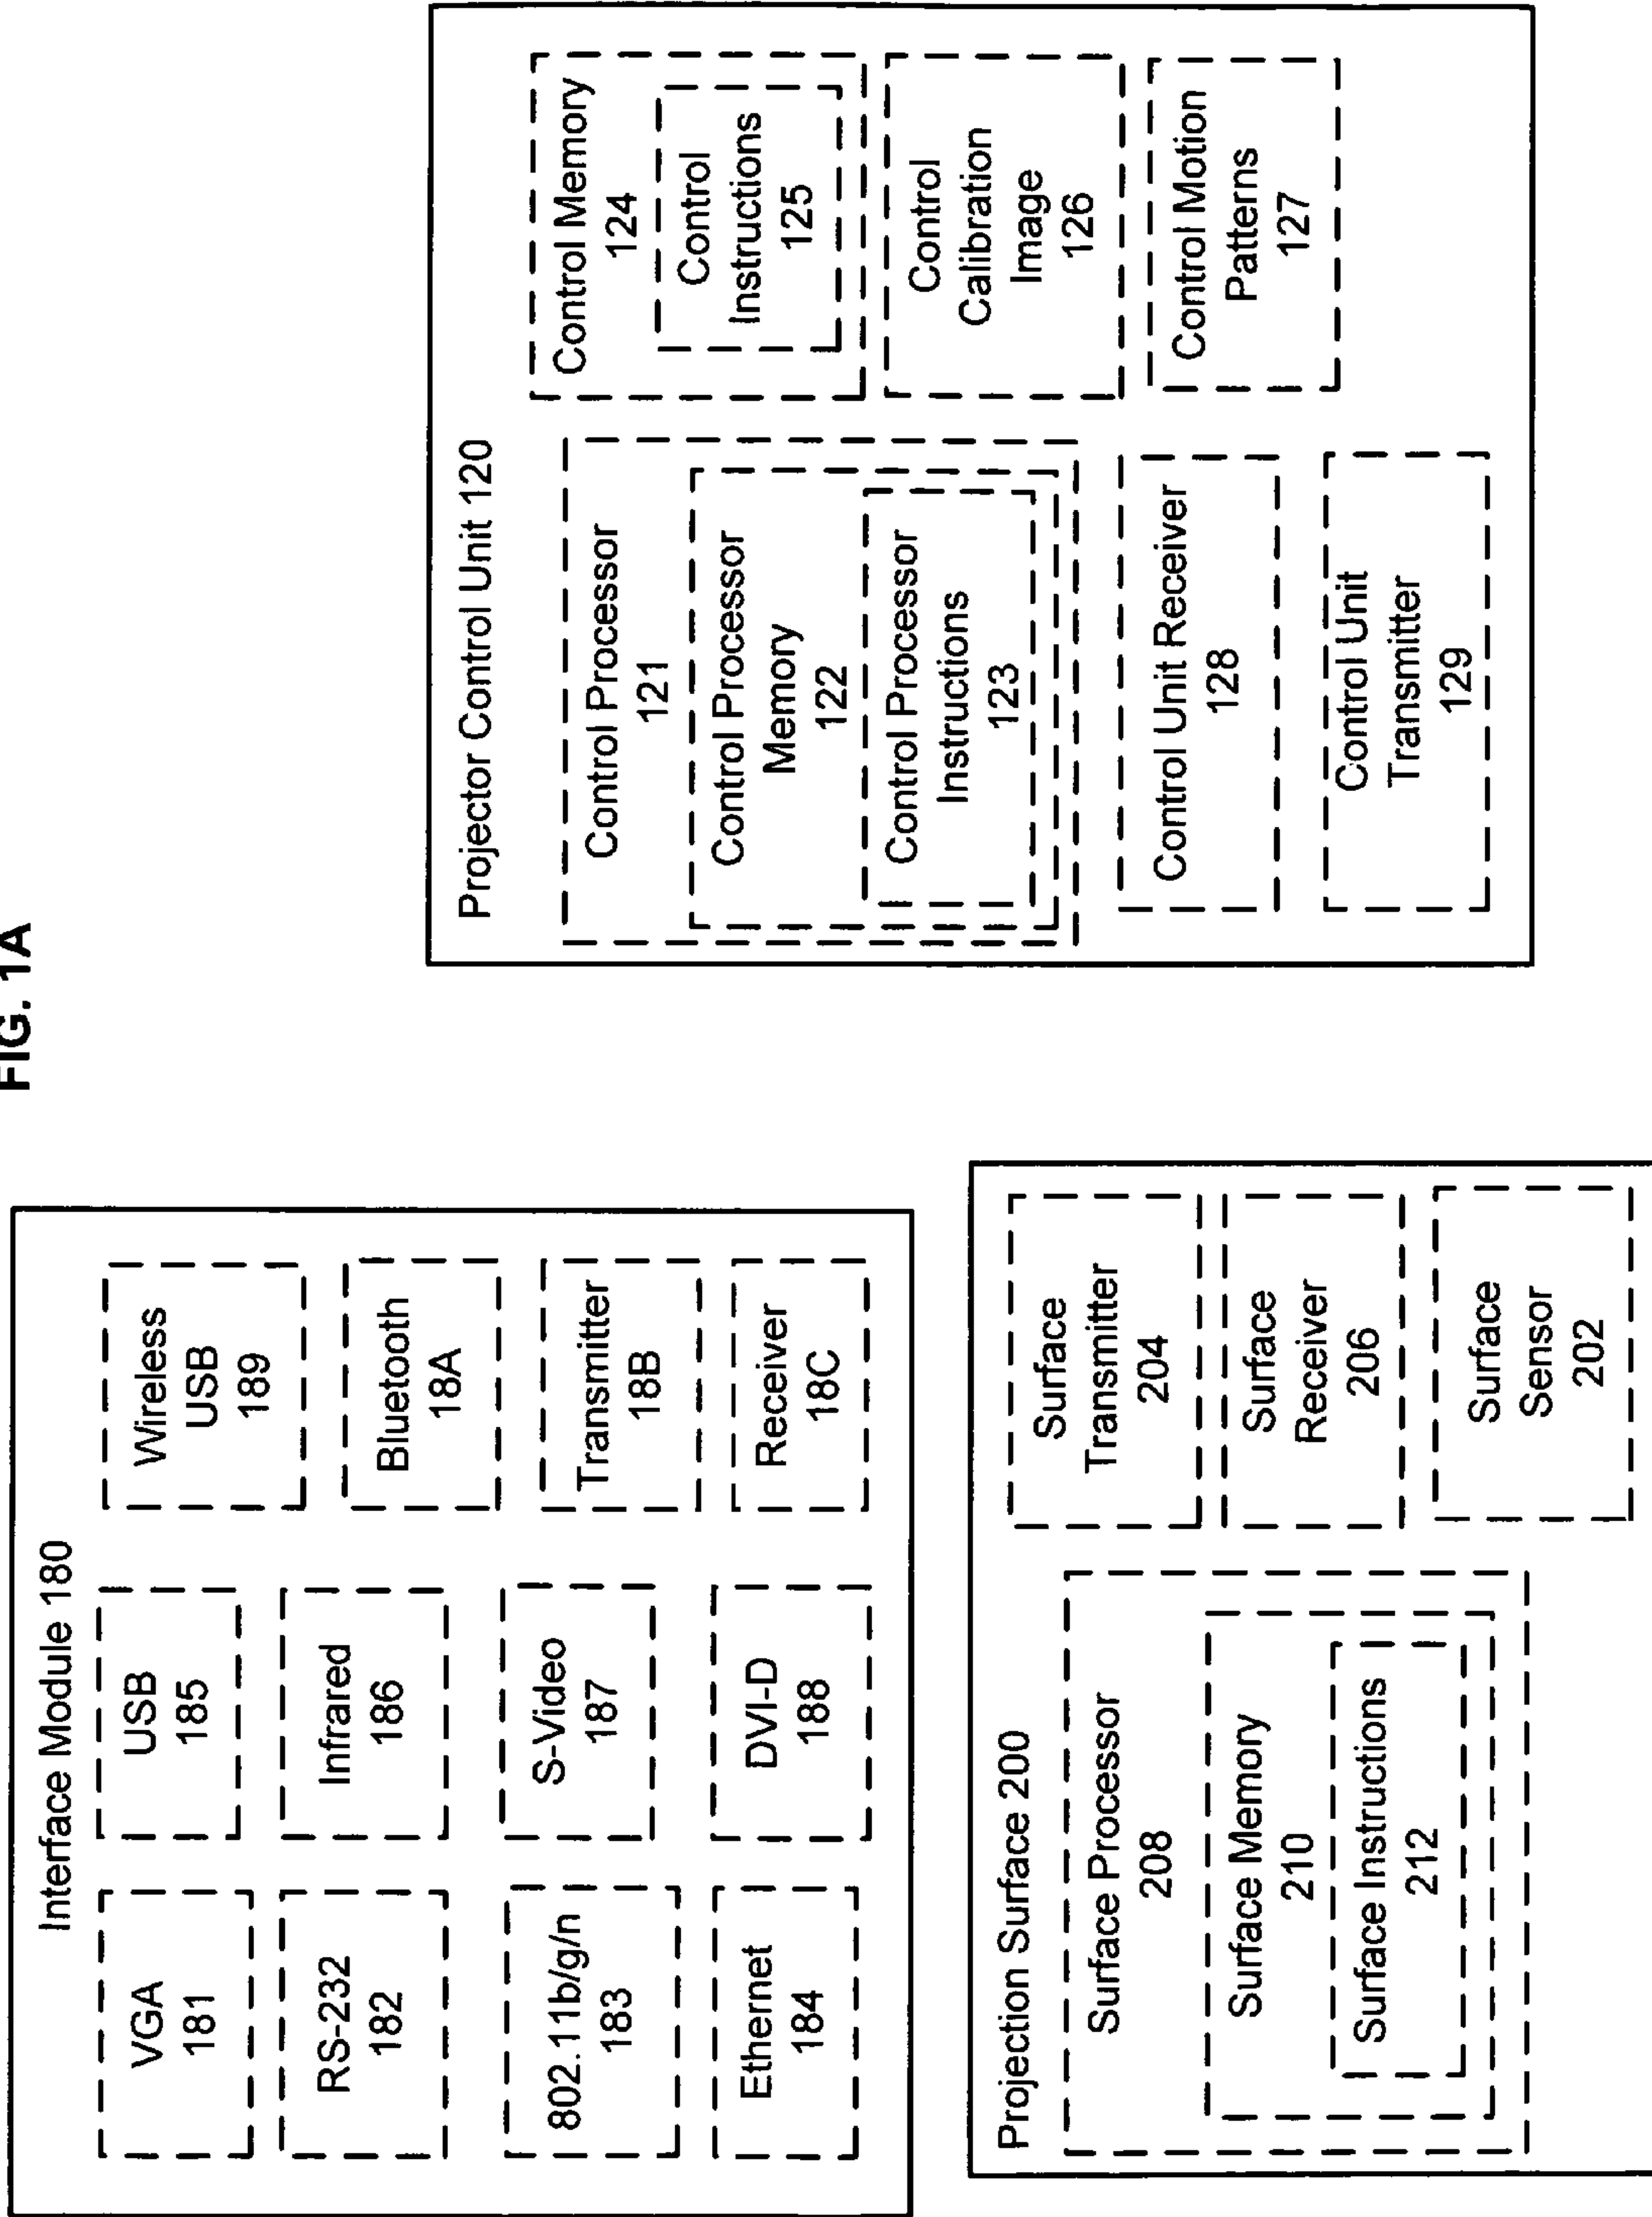 FIG. 1A
Interface Module 180
VGA
181
RS-232
182
802.11b/g/n
183
Ethernet
184
USB
185
Infrared
186
S-Video
187
DVI-D
188
Wireless
USB
189
Bluetooth
18A
Transmitter
18B
Receiver
18C
Projection Surface 200
Surface Processor
208
Surface Memory
210
Surface Instructions
212
Surface
Transmitter
204
Surface
Receiver
206
Surface
Sensor
202
Projector Control Unit 120
Control Processor
121
Control Processor
Memory
122
Control Processor
Instructions
123
Control Unit Receiver
128
Control Unit
Transmitter
129
Control Memory
124
Control
Instructions
125
Control
Calibration
Image
126
Control Motion
Patterns
127